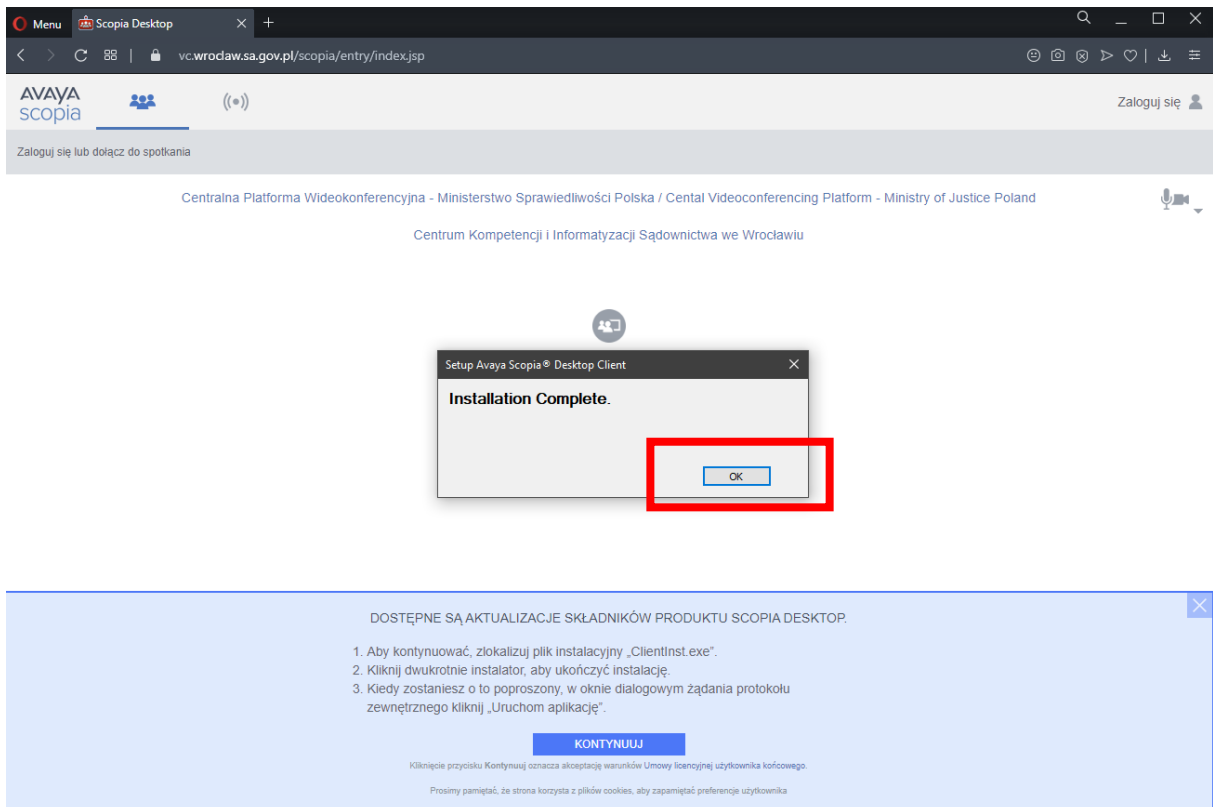 Menu
Scopia Desktop
vc.wroclaw.sa.gov.pl/scopia/entry/index.jsp
AVAYA
scopia
Zaloguj się
Zaloguj się lub dołącz do spotkania
Centralna Platforma Wideokonferencyjna - Ministerstwo Sprawiedliwości Polska / Cental Videoconferencing Platform - Ministry of Justice Poland
Centrum Kompetencji i Informatyzacji Sądownictwa we Wrocławiu
Setup Avaya Scopia® Desktop Client
Installation Complete.
OK
DOSTĘPNE SĄ AKTUALIZACJE SKŁADNIKÓW PRODUKTU SCOPIA DESKTOP.
1. Aby kontynuować, zlokalizuj plik instalacyjny „ClientInst.exe”.
2. Kliknij dwukrotnie instalator, aby ukończyć instalację.
3. Kiedy zostaniesz o to poproszony, w oknie dialogowym żądania protokołu
zewnętrznego kliknij „Uruchom aplikację”.
KONTYNUUJ
Kliknięcie przycisku Kontynuuj oznacza akceptację warunków Umowy licencyjnej użytkownika końcowego.
Prosimy pamiętać, że strona korzysta z plików cookies, aby zapamiętać preferencje użytkownika